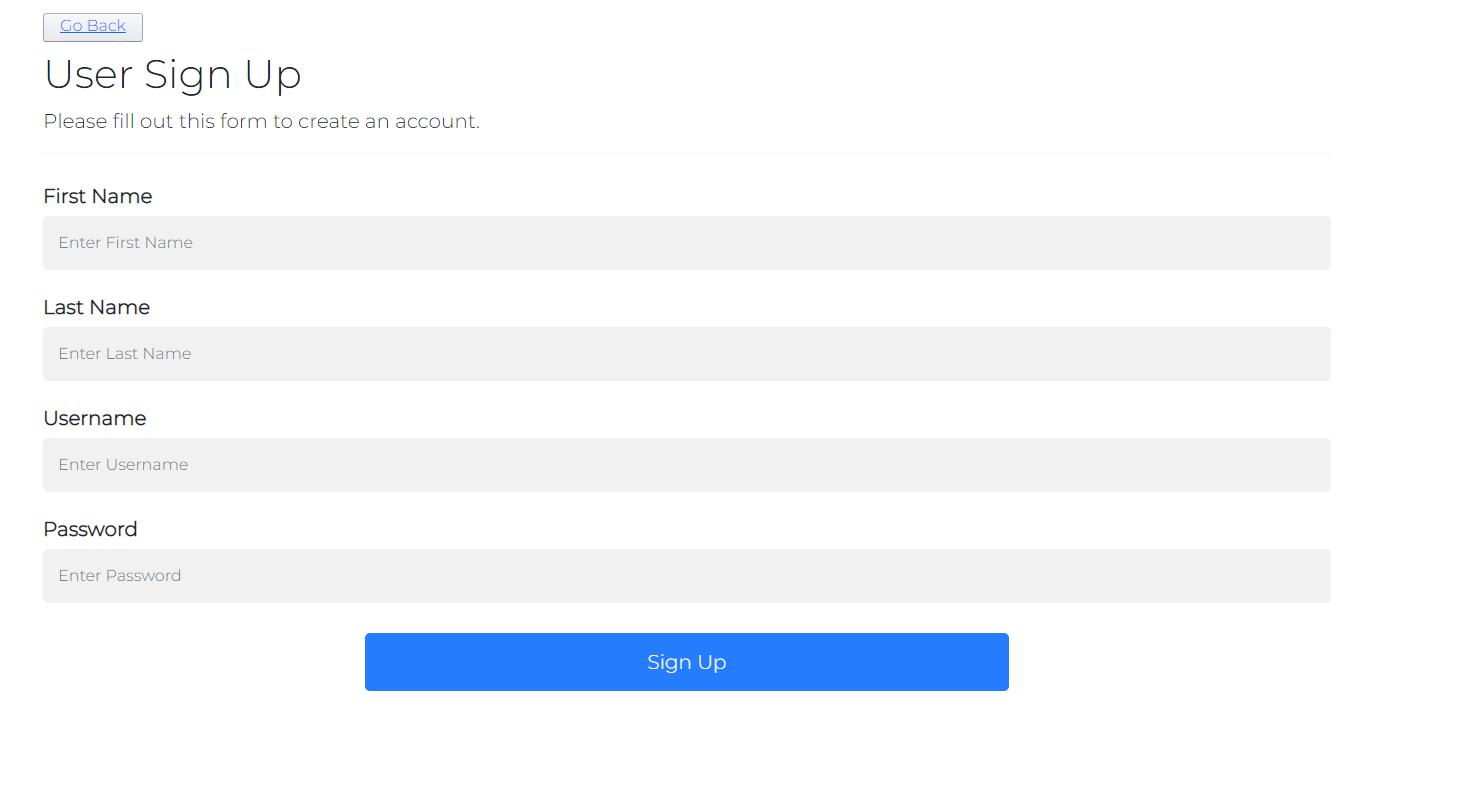 Go Back
User Sign Up
Please fill out this form to create an account.
First Name
Enter First Name
Last Name
Enter Last Name
Username
Enter Username
Password
Enter Password
Sign Up